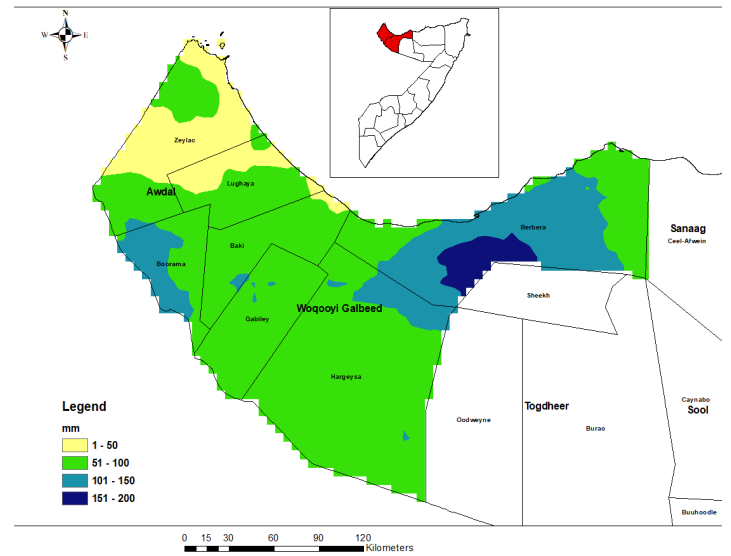 N
W
E
S
Zeylac
Lughaya
Awdal
Berbera
Sanaag
Ceel-Afwein
Baki
Boorama
Sheekh
Woqooyi Galbeed
Gabiley
Hargeysa
Caynabo
Togdheer
Sool
Oodweyne
Burao
Buuhoodle
Legend
mm
1 - 50
51 - 100
101 - 150
151 - 200
0 15 30 60 90 120
Kilometers